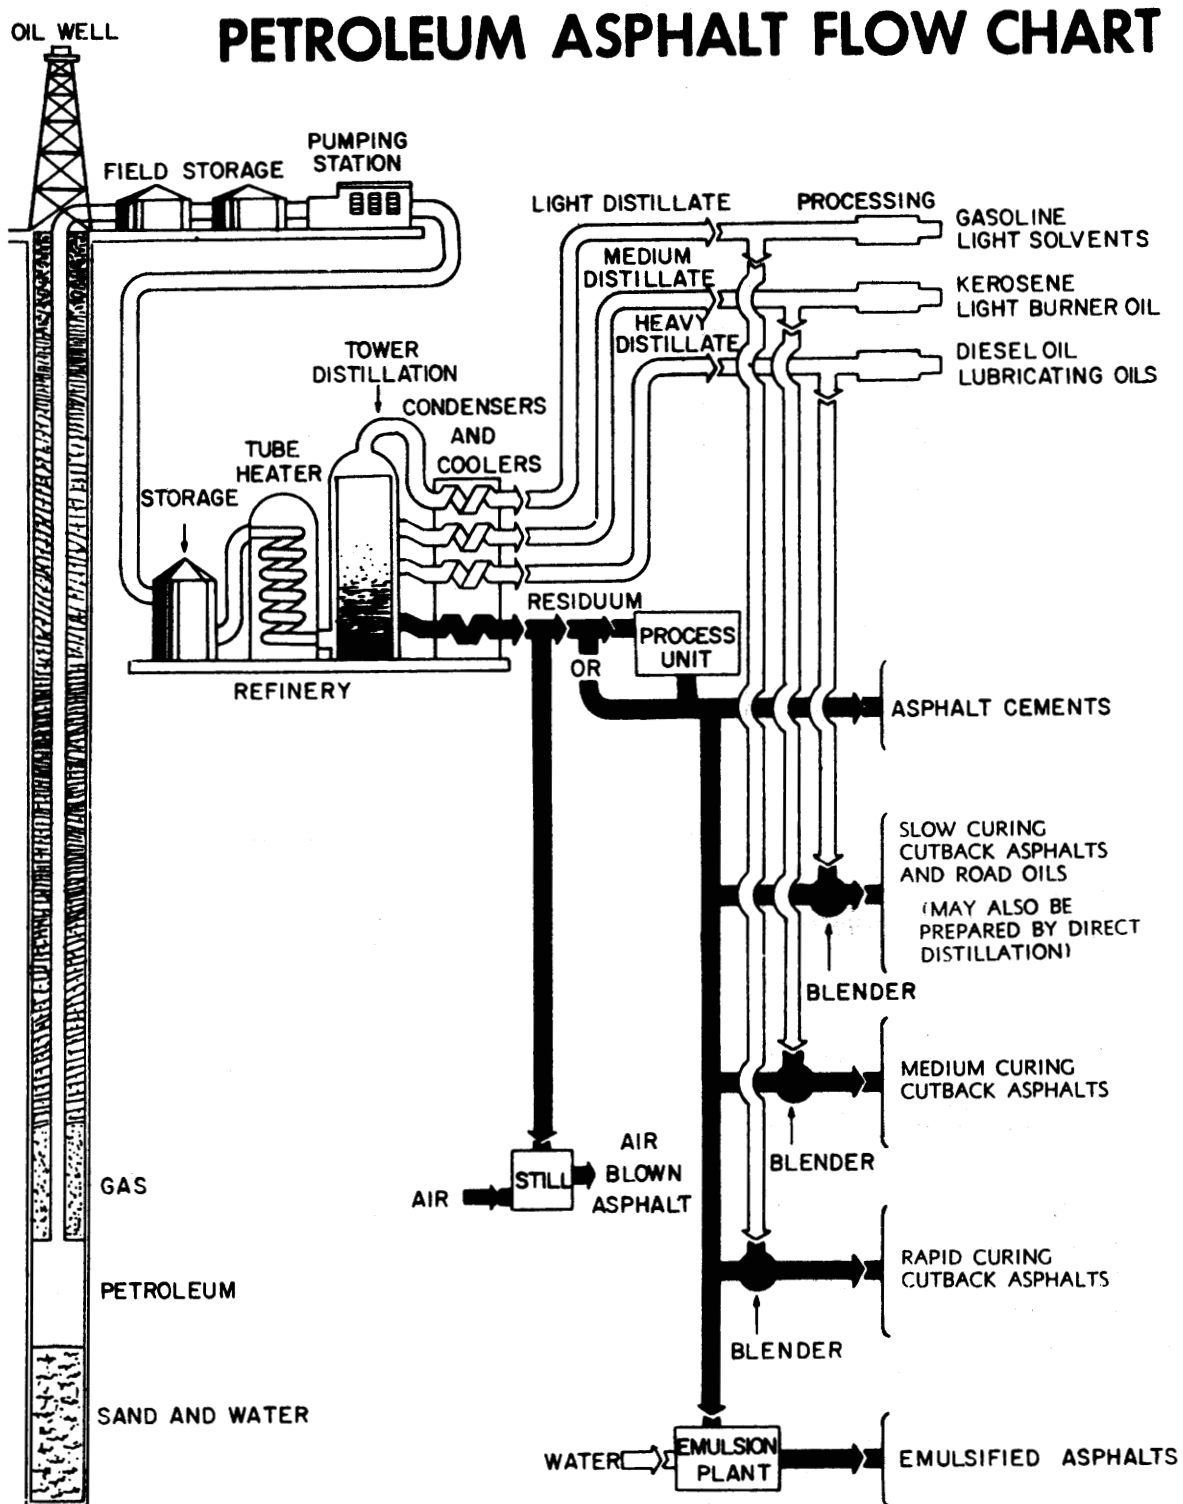 PETROLEUM ASPHALT FLOW CHART
OIL WELL
FIELD STORAGE
PUMPING
STATION
LIGHT DISTILLATE
PROCESSING
GASOLINE
LIGHT SOLVENTS
MEDIUM
DISTILLATE
KEROSENE
LIGHT BURNER OIL
HEAVY
DISTILLATE
DIESEL OIL
LUBRICATING OILS
TOWER
DISTILLATION
CONDENSERS
AND
COOLERS
TUBE
HEATER
STORAGE
REFINERY
RESIDUUM
PROCESS
UNIT
OR
ASPHALT CEMENTS
SLOW CURING
CUTBACK ASPHALTS
AND ROAD OILS
(MAY ALSO BE
PREPARED BY DIRECT
DISTILLATION)
BLENDER
MEDIUM CURING
CUTBACK ASPHALTS
BLENDER
AIR
STILL
AIR
BLOWN
ASPHALT
RAPID CURING
CUTBACK ASPHALTS
BLENDER
GAS
PETROLEUM
SAND AND WATER
WATER
EMULSION
PLANT
EMULSIFIED ASPHALTS